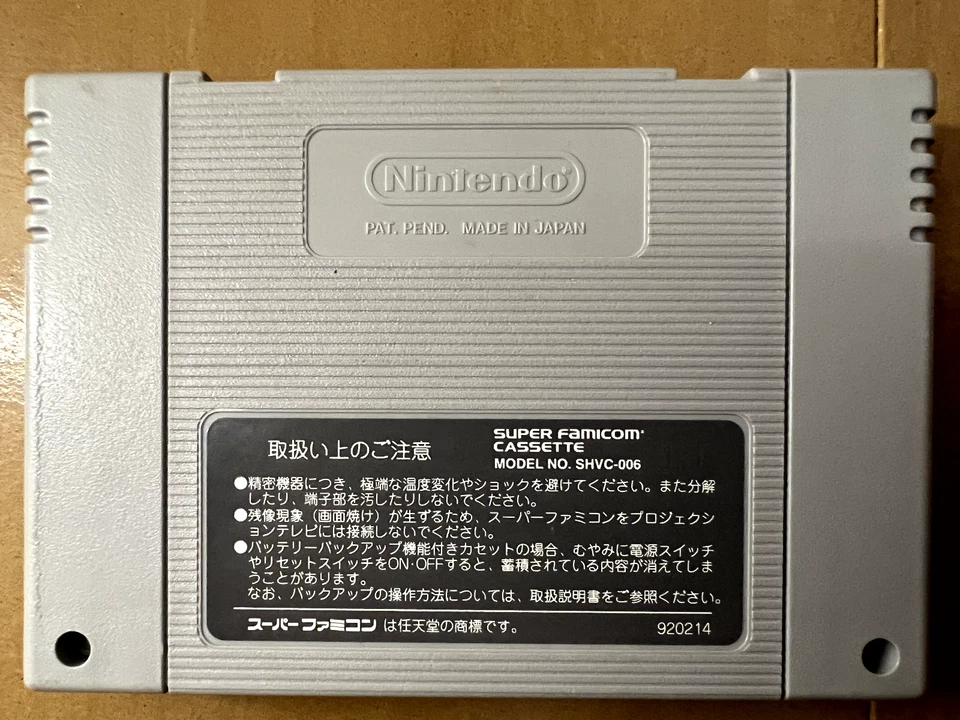 Nintendo®
PAT. PEND. MADE IN JAPAN
取扱い上のご注意
SUPER FAMICOM
CASSETTE
MODEL NO. SHVC-006
●精密機器につき、極端な温度変化やショックを避けてください。また分解
したり、端子部を汚したりしないでください。
●残像現象(画面焼け)が生ずるため、スーパーファミコンをプロジェクシ
ョンテレビには接続しないでください。
●バッテリーバックアップ機能付きカセットの場合、むやみに電源スイッチ
やリセットスイッチをON·OFFすると、蓄積されている内容が消えてしま
うことがあります。
なお、バックアップの操作方法については、取扱説明書をご参照ください。
スーパーファミコン は任天堂の商標です。
920214